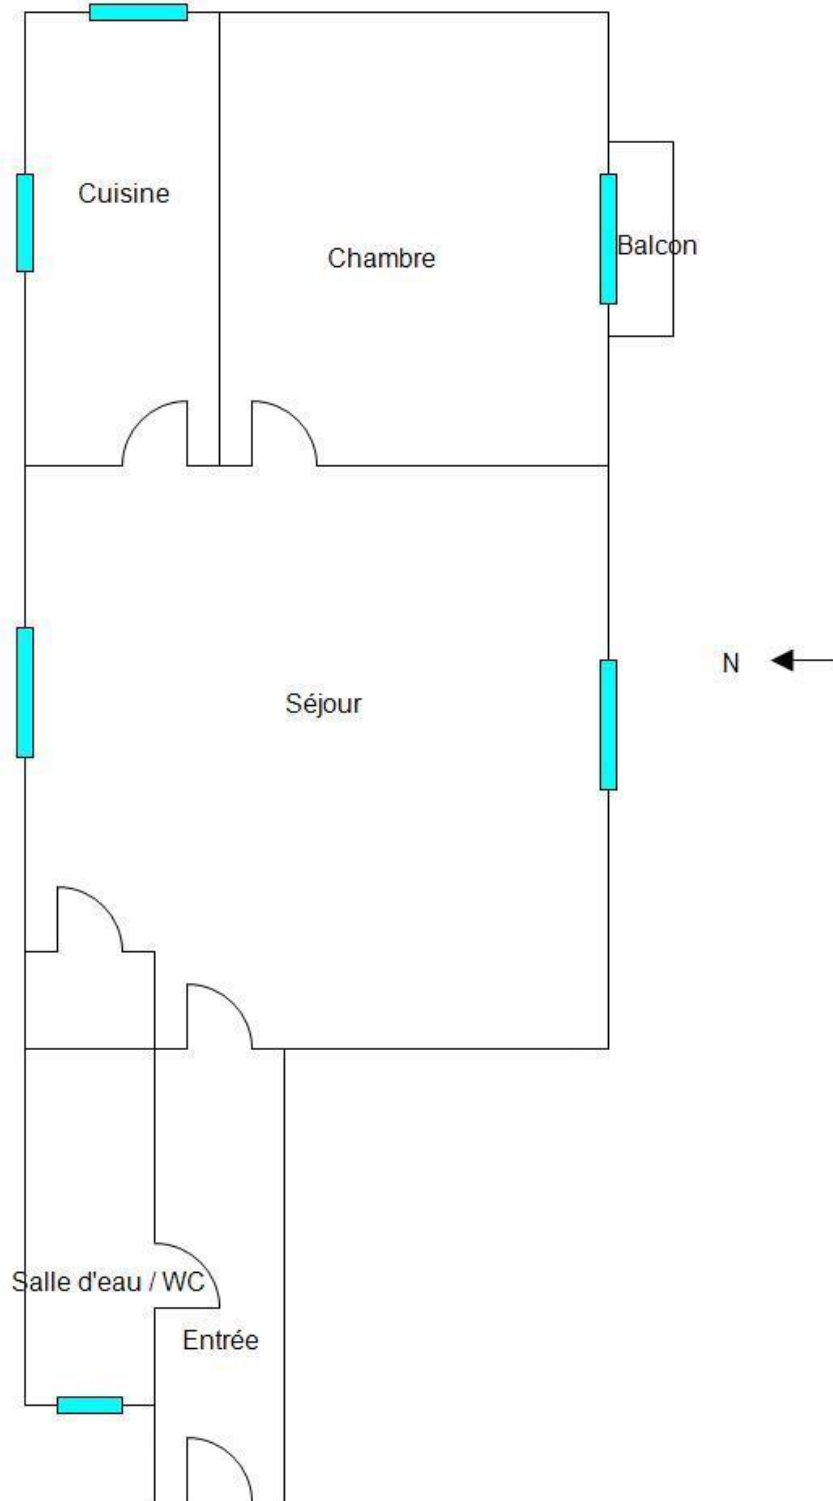 Cuisine
Chambre
Balcon
N
Séjour
Salle d'eau / WC
Entrée